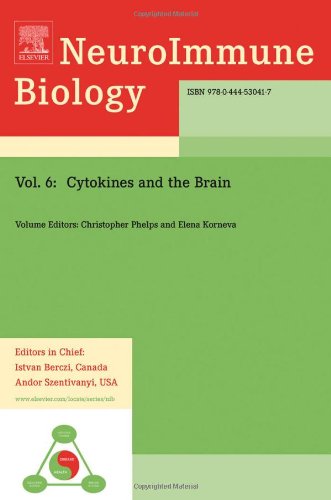 ELSEVIER
NeuroImmune
Biology
ISBN 978-0-444-53041-7
Vol. 6: Cytokines and the Brain
Volume Editors: Christopher Phelps and Elena Korneva
Editors in Chief:
Istvan Berczi, Canada
Andor Szentivanyi, USA
www.elsevier.com/locate/series/nib